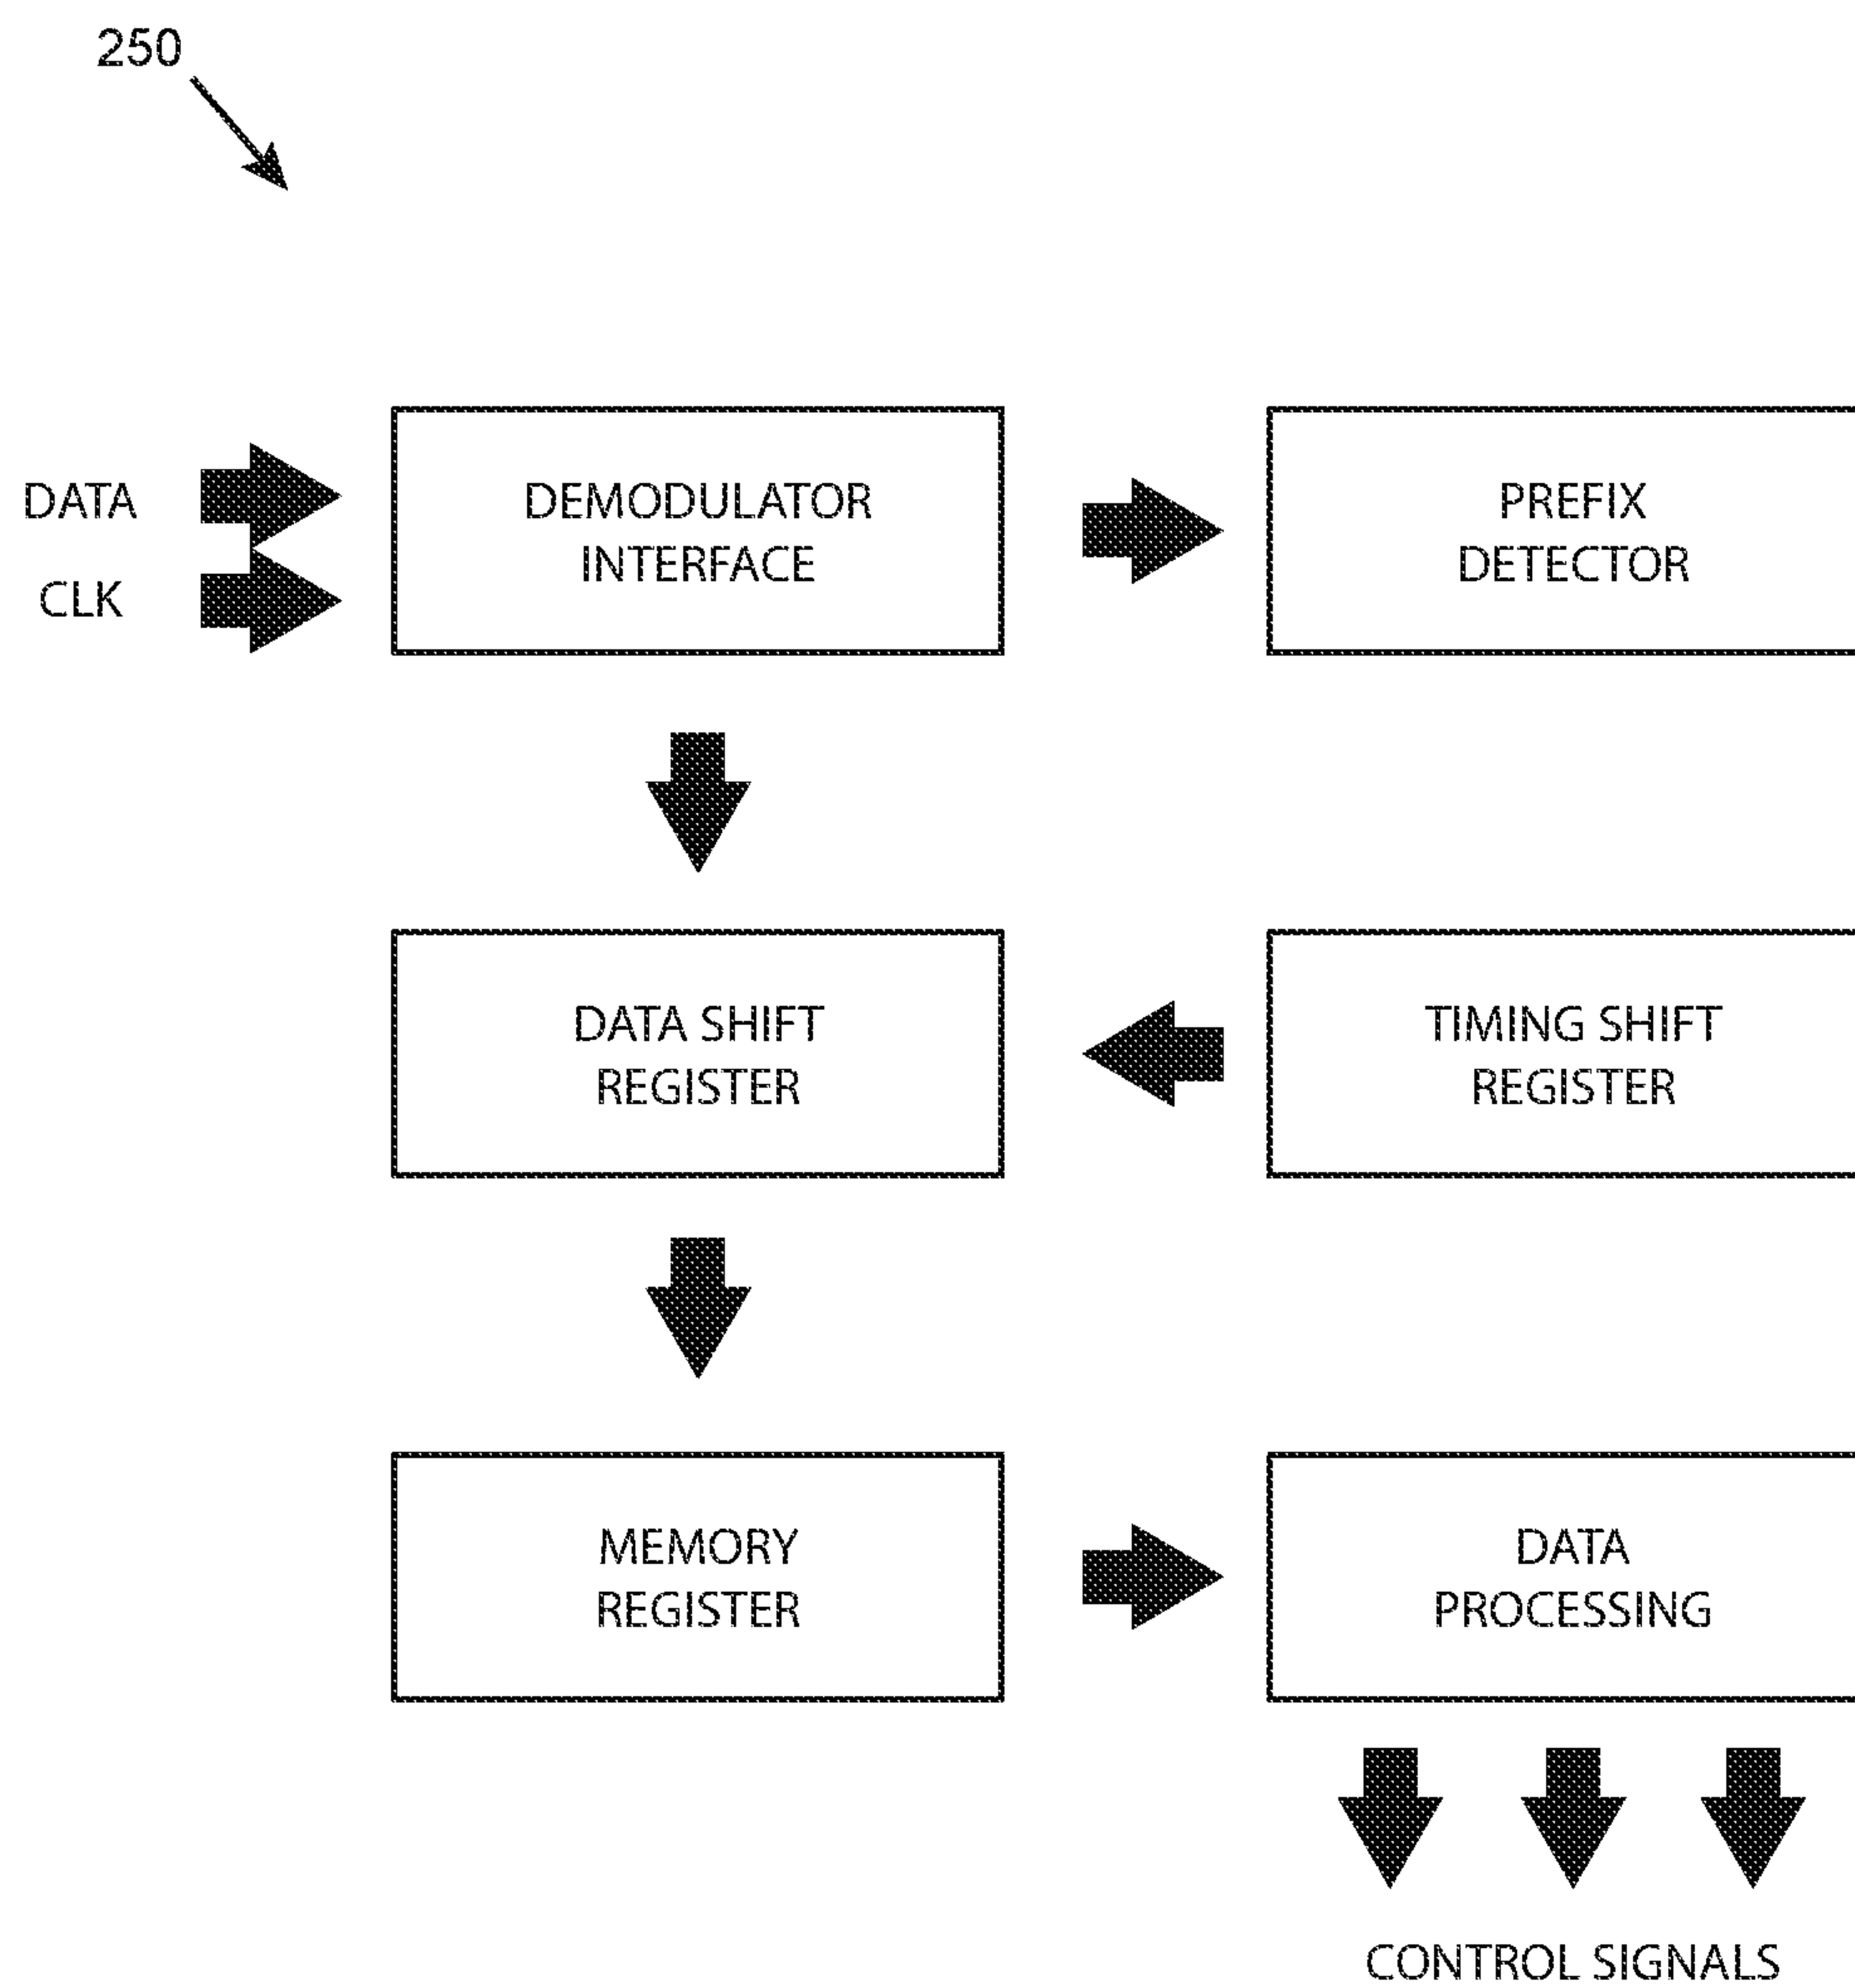 250
DATA
CLK
DEMODULATOR
INTERFACE
PREFIX
DETECTOR
DATA SHIFT
REGISTER
TIMING SHIFT
REGISTER
MEMORY
REGISTER
DATA
PROCESSING
CONTROL SIGNALS